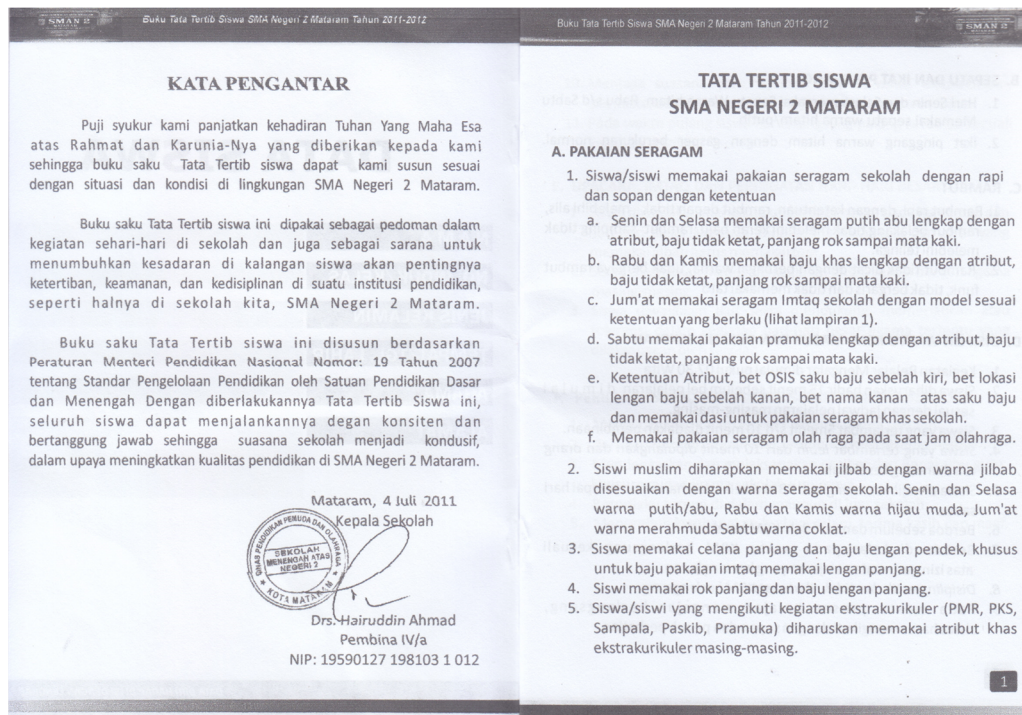 SMAN 2
Buku Tata Tertib Siswa SMA Negeri 2 Mataram Tahun 2011-2012
KATA PENGANTAR
Puji syukur kami panjatkan kehadiran Tuhan Yang Maha Esa
atas Rahmat dan Karunia-Nya yang diberikan kepada kami
sehingga buku saku Tata Tertib siswa dapat kami susun sesuai
dengan situasi dan kondisi di lingkungan SMA Negeri 2 Mataram.
Buku saku Tata Tertib siswa ini dipakai sebagai pedoman dalam
kegiatan sehari-hari di sekolah dan juga sebagai sarana untuk
menumbuhkan kesadaran di kalangan siswa akan pentingnya
ketertiban, keamanan, dan kedisiplinan di suatu institusi pendidikan,
seperti halnya di sekolah kita, SMA Negeri 2 Mataram.
Buku saku Tata Tertib siswa ini disusun berdasarkan
Peraturan Menteri Pendidikan Nasional Nomor: 19 Tahun 2007
tentang Standar Pengelolaan Pendidikan oleh Satuan Pendidikan Dasar
dan Menengah Dengan diberlakukannya Tata Tertib Siswa ini,
seluruh siswa dapat menjalankannya degan konsiten dan
bertanggung jawab sehingga suasana sekolah menjadi kondusif,
dalam upaya meningkatkan kualitas pendidikan di SMA Negeri 2 Mataram.
Mataram, 4 Juli 2011
Kepala Sekolah
DINAS PENDIDIKAN PEMUDA DAN OLAHRAGA
SEKOLAH
MENENGAH ATAS
NEGERI 2
KOTA MATARAM
Drs. Hairuddin Ahmad
Pembina IV/a
NIP: 19590127 198103 1 012
Buku Tata Tertib Siswa SMA Negeri 2 Mataram Tahun 2011-2012
SMAN 2
TATA TERTIB SISWA
SMA NEGERI 2 MATARAM
A. PAKAIAN SERAGAM
1. Siswa/siswi memakai pakaian seragam sekolah dengan rapi
dan sopan dengan ketentuan :
a. Senin dan Selasa memakai seragam putih abu lengkap dengan
atribut, baju tidak ketat, panjang rok sampai mata kaki.
b. Rabu dan Kamis memakai baju khas lengkap dengan atribut,
baju tidak ketat, panjang rok sampai mata kaki.
c. Jum'at memakai seragam Imtaq sekolah dengan model sesuai
ketentuan yang berlaku (lihat lampiran 1).
d. Sabtu memakai pakaian pramuka lengkap dengan atribut, baju
tidak ketat, panjang rok sampai mata kaki.
e. Ketentuan Atribut, bet OSIS saku baju sebelah kiri, bet lokasi
lengan baju sebelah kanan, bet nama kanan atas saku baju
dan memakai dasi untuk pakaian seragam khas sekolah.
f. Memakai pakaian seragam olah raga pada saat jam olahraga.
2. Siswi muslim diharapkan memakai jilbab dengan warna jilbab
disesuaikan dengan warna seragam sekolah. Senin dan Selasa
warna putih/abu, Rabu dan Kamis warna hijau muda, Jum'at
warna merahmuda Sabtou warna coklat.
3. Siswa memakai celana panjang dan baju lengan pendek, khusus
untuk baju pakaian imtaq memakai lengan panjang.
4. Siswi memakai rok panjang dan baju lengan panjang.
5. Siswa/siswi yang mengikuti kegiatan ekstrakurikuler (PMR, PKS,
Sampala, Paskib, Pramuka) diharuskan memakai atribut khas
ekstrakurikuler masing-masing.
1